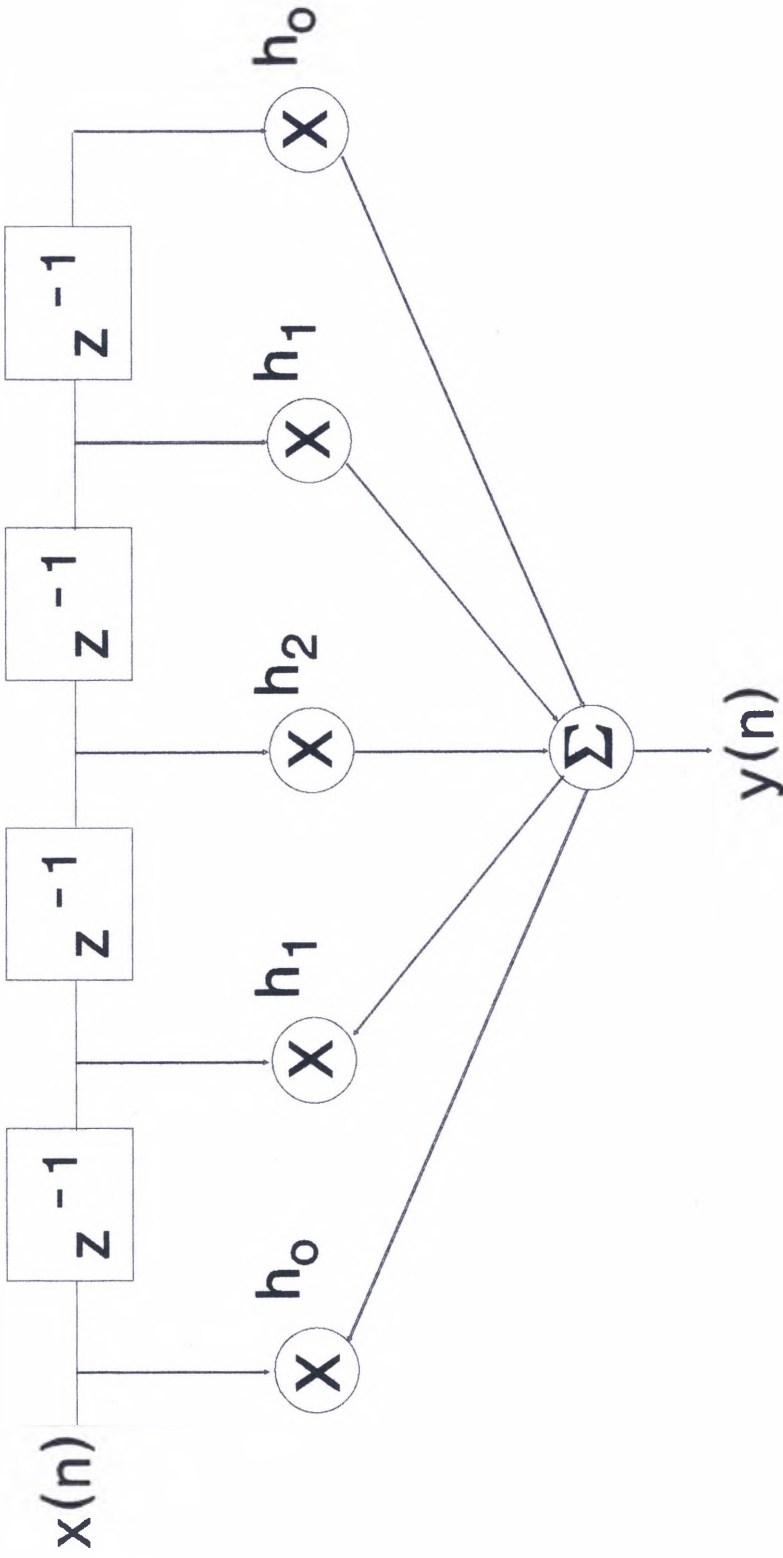 x(n)
z⁻¹ z⁻¹ z⁻¹ z⁻¹
h₀ h₁ h₂ h₁ h₀
X X X X X
Σ
y(n)